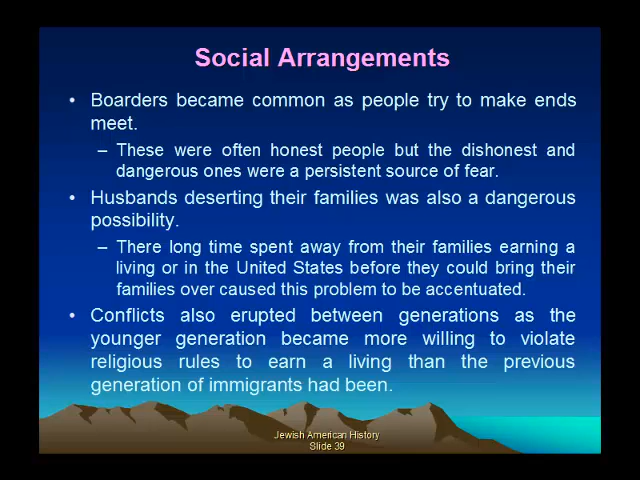 Social Arrangements
• Boarders became common as people try to make ends
meet.
– These were often honest people but the dishonest and
dangerous ones were a persistent source of fear.
• Husbands deserting their families was also a dangerous
possibility.
– There long time spent away from their families earning a
living or in the United States before they could bring their
families over caused this problem to be accentuated.
• Conflicts also erupted between generations as the
younger generation became more willing to violate
religious rules to earn a living than the previous
generation of immigrants had been.
Jewish American History
Slide 39